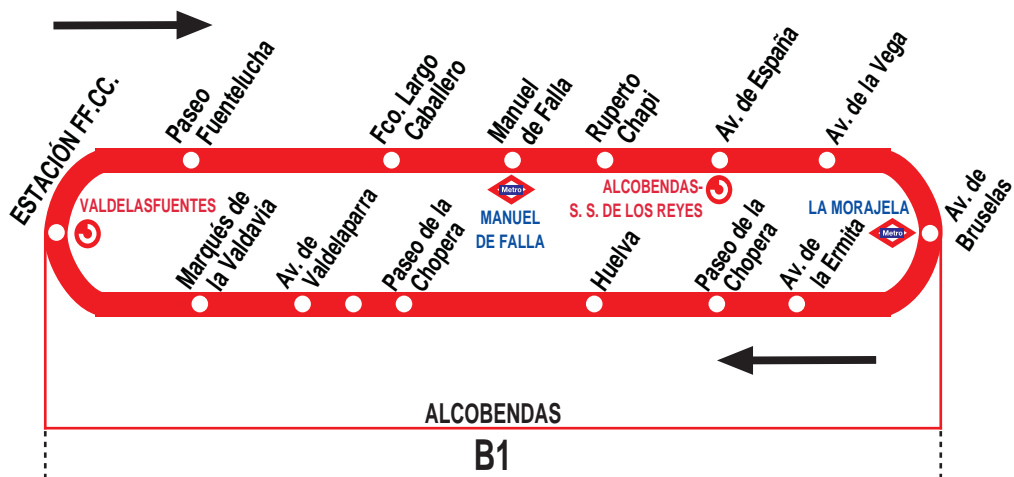 ESTACIÓN FF.CC.
Paseo
Fuentelucha
Fco. Largo
Caballero
Manuel
de Falla
Ruperto
Chapi
Av. de España
Av. de la Vega
Av. de
Bruselas
VALDELASFUENTES
Metro
MANUEL
DE FALLA
ALCOBENDAS-
S. S. DE LOS REYES
LA MORAJELA
Metro
Marqués de
la Valdavia
Av. de
Valdelaparra
Paseo de la
Chopera
Huelva
Paseo de la
Chopera
Av. de
la Ermita
ALCOBENDAS
B1